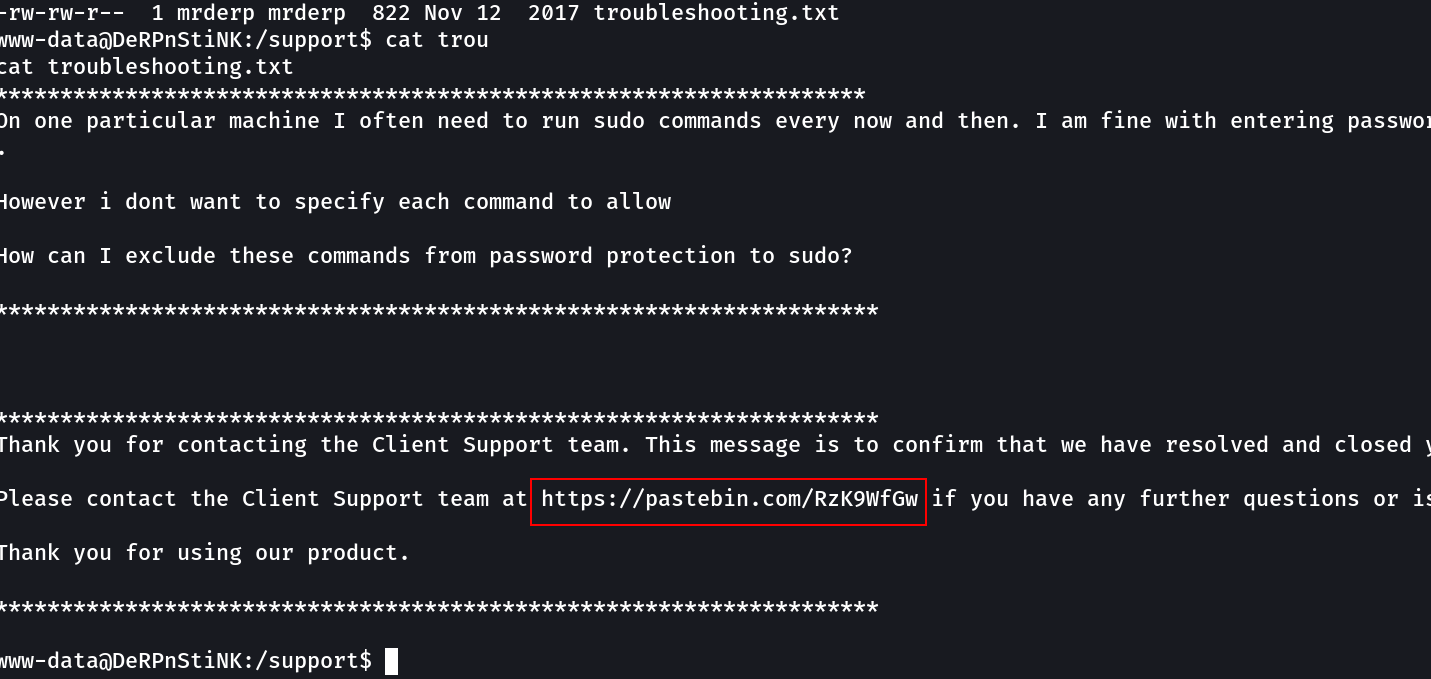 -rw-rw-r-- 1 mrderp mrderp 822 Nov 12 2017 troubleshooting.txt
www-data@DeRPnStiNK:/support$ cat trou
cat troubleshooting.txt
*******************************************************************
On one particular machine I often need to run sudo commands every now and then. I am fine with entering
.
However i dont want to specify each command to allow
How can I exclude these commands from password protection to sudo?
********************************************************************
********************************************************************
Thank you for contacting the Client Support team. This message is to confirm that we have resolved and closed
Please contact the Client Support team at https://pastebin.com/RzK9WfGw if you have any further questions or
Thank you for using our product.
********************************************************************
www-data@DeRPnStiNK:/support$